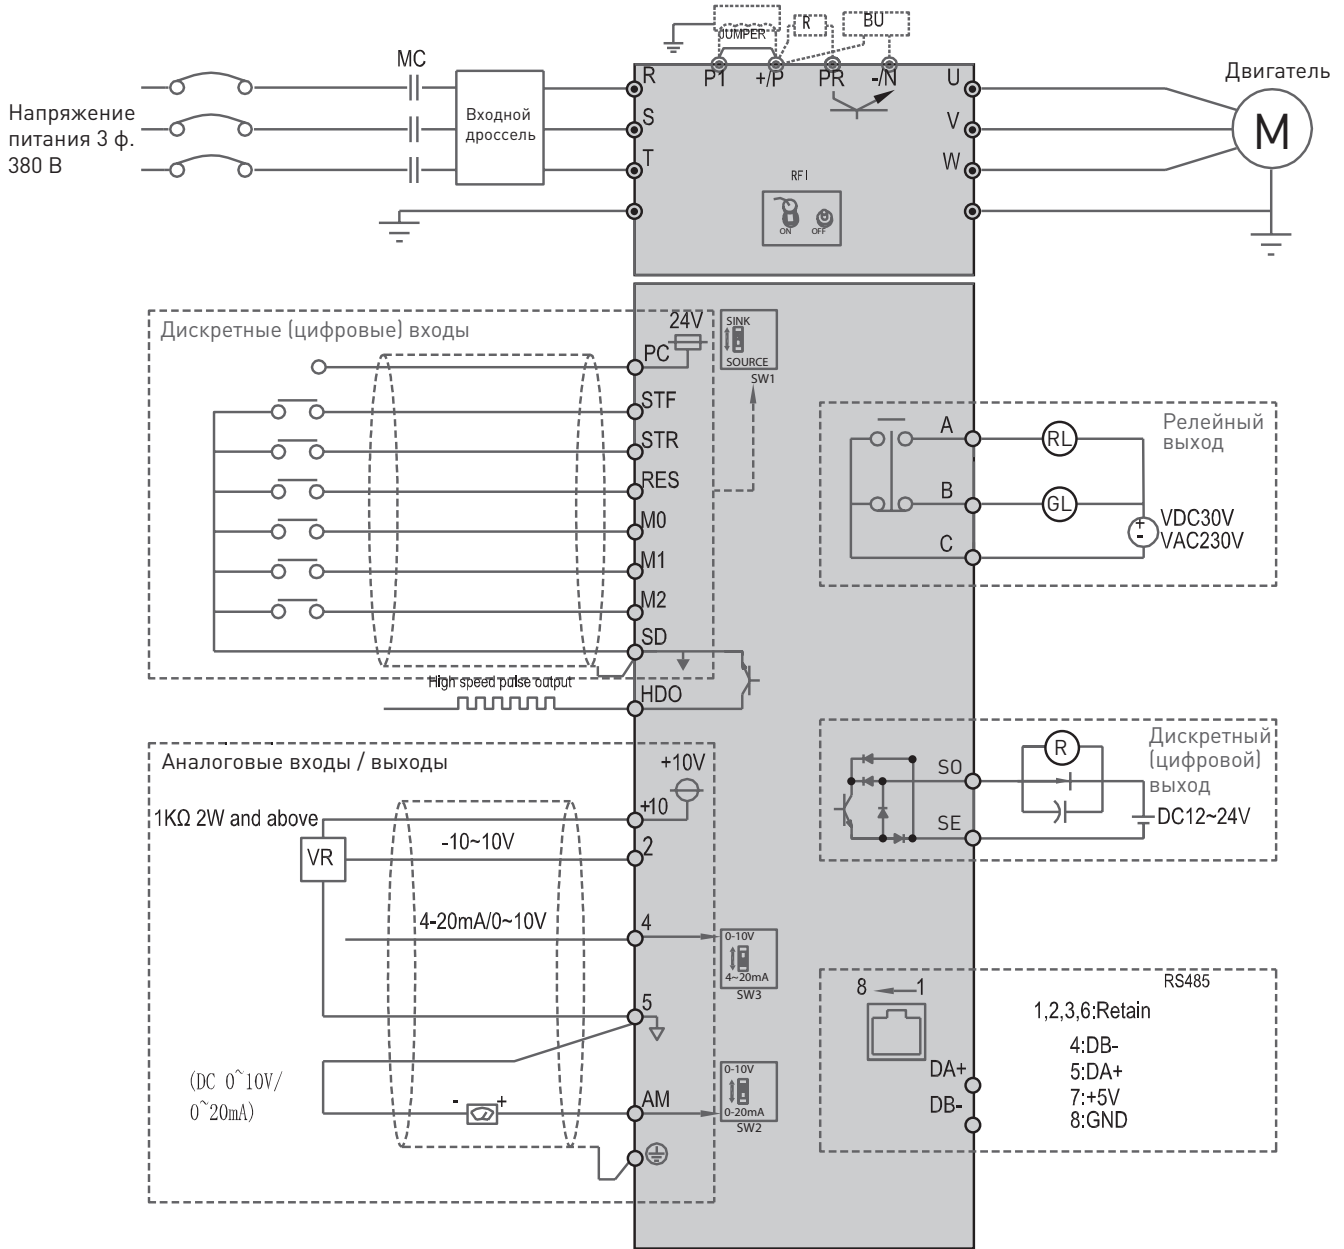 JUMPER
R
BU
P1
+/P
PR
-/N
Напряжение
питания 3 ф.
380 В
MC
Входной
дроссель
R
S
T
U
V
W
Двигатель
M
RFI
ON
OFF
Дискретные (цифровые) входы
24V
SINK
SOURCE
SW1
PC
STF
STR
RES
M0
M1
M2
SD
HDO
High speed pulse output
A
B
C
RL
GL
Релейный
выход
+
-
VDC30V
VAC230V
Аналоговые входы / выходы
+10V
1KΩ 2W and above
VR
+10
-10~10V
2
4-20mA/0~10V
4
0-10V
4~20mA
SW3
5
(DC 0~10V/
0~20mA)
-
+
AM
0-10V
0-20mA
SW2
SO
SE
R
Дискретный
(цифровой)
выход
DC12~24V
RS485
8
1
1,2,3,6:Retain
4:DB-
5:DA+
7:+5V
8:GND
DA+
DB-